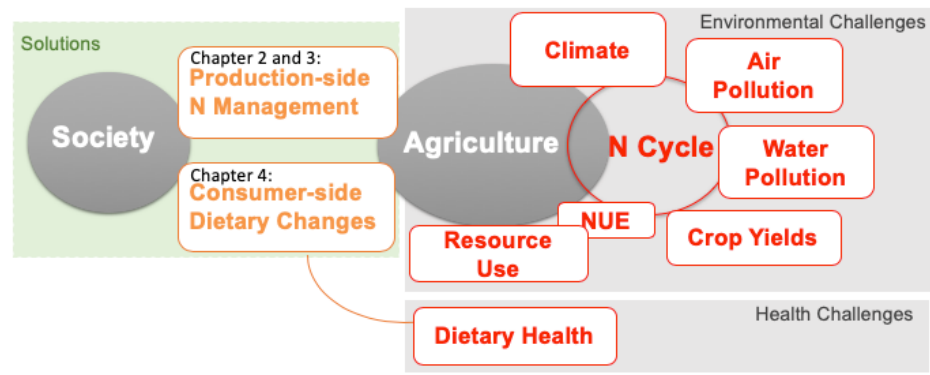 Solutions
Society
Chapter 2 and 3:
Production-side
N Management
Chapter 4:
Consumer-side
Dietary Changes
Environmental Challenges
Agriculture
Climate
Air
Pollution
N Cycle
Water
Pollution
NUE
Crop Yields
Resource
Use
Health Challenges
Dietary Health